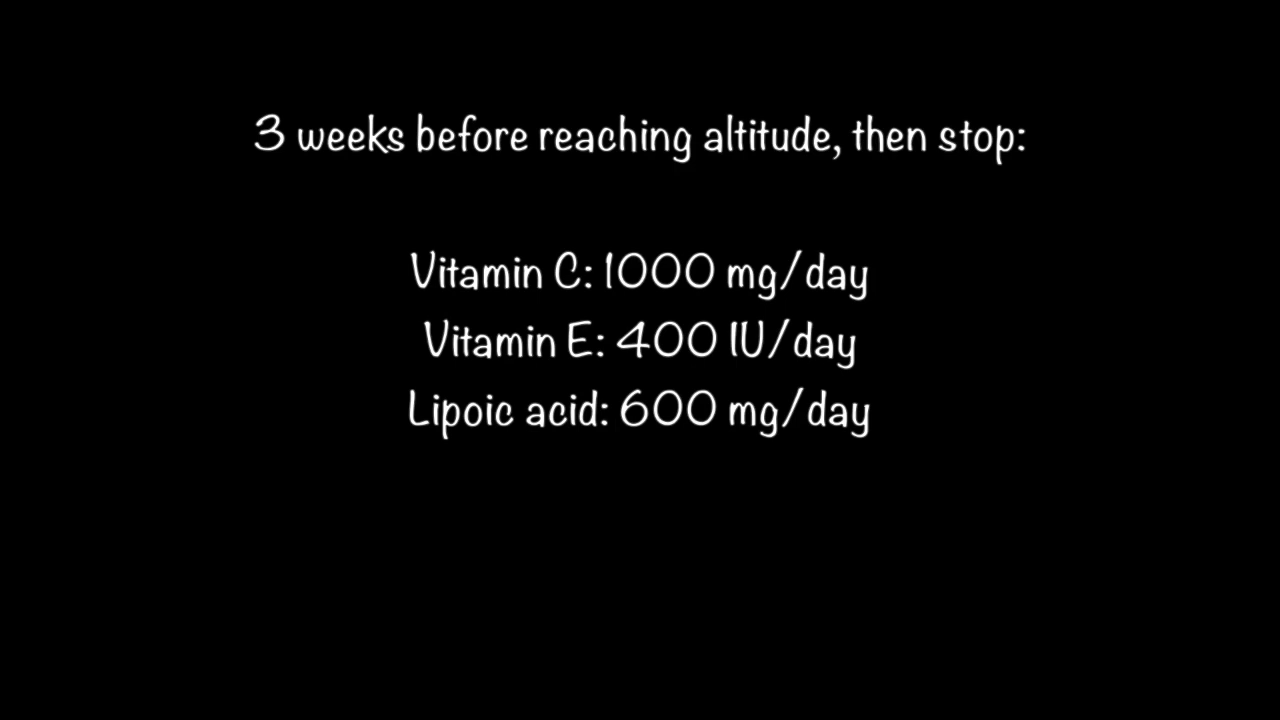 3 weeks before reaching altitude, then stop:
Vitamin C: 1000 mg/day
Vitamin E: 400 IU/day
Lipoic acid: 600 mg/day